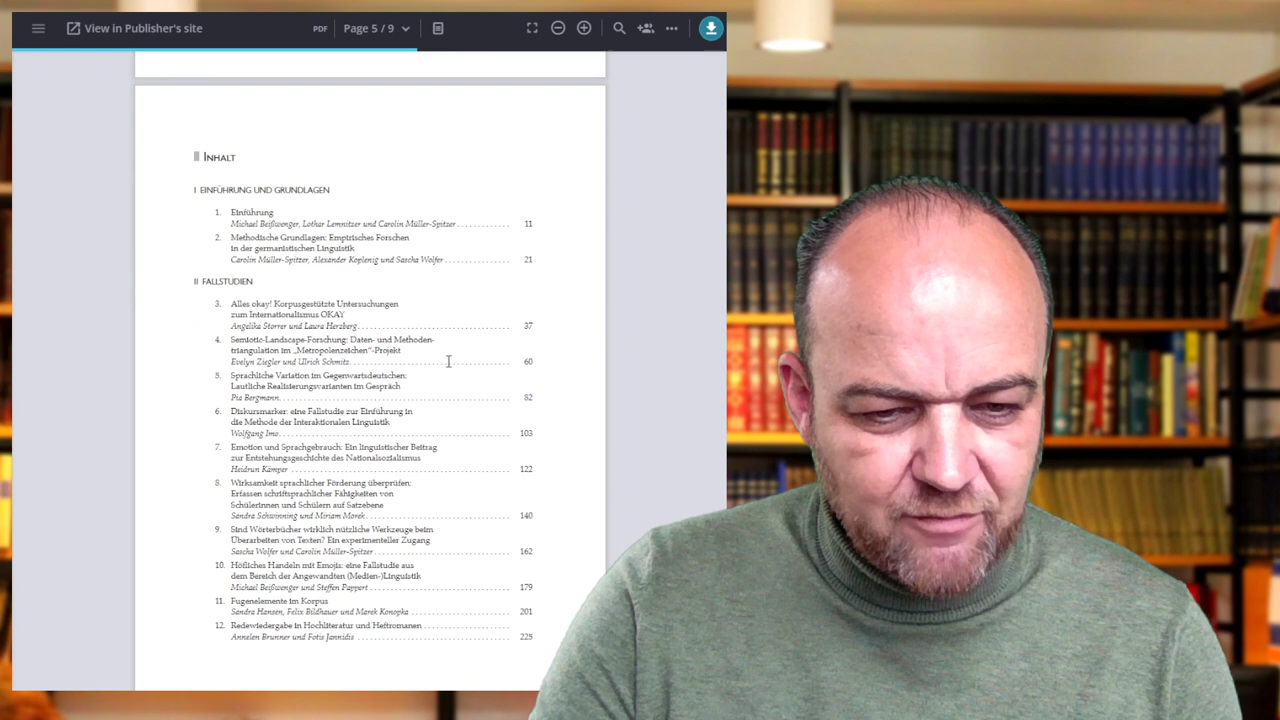 View in Publisher's site
PDF
Page 5 / 9
Inhalt
I EINFÜHRUNG UND GRUNDLAGEN
1. Einführung
Michael Beißwenger, Lothar Lemnitzer und Carolin Müller-Spitzer . . . . . . . . . . . . 11
2. Methodische Grundlagen: Empirisches Forschen
in der germanistischen Linguistik
Carolin Müller-Spitzer, Alexander Koplenig und Sascha Wolfer . . . . . . . . . . . . . . . 21
II FALLSTUDIEN
3. Alles okay! Korpusgestützte Untersuchungen
zum Internationalismus OKAY
Angelika Storrer und Laura Herzberg . . . . . . . . . . . . . . . . . . . . . . . . . . . . . . . . . . . 37
4. Semiotic-Landscape-Forschung: Daten- und Methoden-
triangulation im „Metropolenzeichen“-Projekt
Evelyn Ziegler und Ulrich Schmitz . . . . . . . . . . . . . . . . . . . . . . . . . . . . . . . . . . . . . 60
5. Sprachliche Variation im Gegenwartsdeutschen:
Lautliche Realisierungsvarianten im Gespräch
Pia Bergmann . . . . . . . . . . . . . . . . . . . . . . . . . . . . . . . . . . . . . . . . . . . . . . . . . . . . . 82
6. Diskursmarker: eine Fallstudie zur Einführung in
die Methode der Interaktionalen Linguistik
Wolfgang Imo . . . . . . . . . . . . . . . . . . . . . . . . . . . . . . . . . . . . . . . . . . . . . . . . . . . . . 103
7. Emotion und Sprachgebrauch: Ein linguistischer Beitrag
zur Entstehungsgeschichte des Nationalsozialismus
Heidrun Kämper . . . . . . . . . . . . . . . . . . . . . . . . . . . . . . . . . . . . . . . . . . . . . . . . . . . 122
8. Wirksamkeit sprachlicher Förderung überprüfen:
Erfassen schriftsprachlicher Fähigkeiten von
Schülerinnen und Schülern auf Satzebene
Sandra Schwinning und Miriam Morek . . . . . . . . . . . . . . . . . . . . . . . . . . . . . . . . . 140
9. Sind Wörterbücher wirklich nützliche Werkzeuge beim
Überarbeiten von Texten? Ein experimenteller Zugang
Sascha Wolfer und Carolin Müller-Spitzer . . . . . . . . . . . . . . . . . . . . . . . . . . . . . . . 162
10. Höfliches Handeln mit Emojis: eine Fallstudie aus
dem Bereich der Angewandten (Medien-)Linguistik
Michael Beißwenger und Steffen Pappert . . . . . . . . . . . . . . . . . . . . . . . . . . . . . . . . 179
11. Fugenelemente im Korpus
Sandra Hansen, Felix Bildhauer und Marek Konopka . . . . . . . . . . . . . . . . . . . . . . 201
12. Redewiedergabe in Hochliteratur und Heftromanen . . . . . . . . . . . . . . . . . . .
Annelen Brunner und Fotis Jannidis . . . . . . . . . . . . . . . . . . . . . . . . . . . . . . . . . . . 225